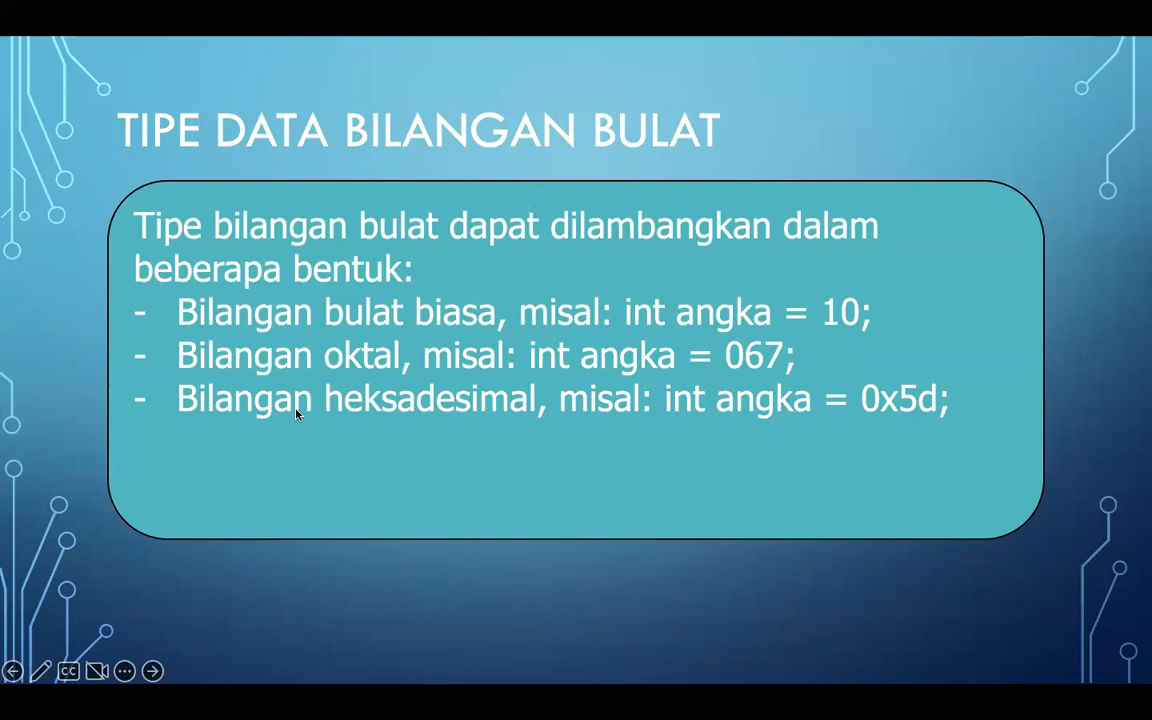 TIPE DATA BILANGAN BULAT
Tipe bilangan bulat dapat dilambangkan dalam
beberapa bentuk:
- Bilangan bulat biasa, misal: int angka = 10;
- Bilangan oktal, misal: int angka = 067;
- Bilangan heksadesimal, misal: int angka = 0x5d;
CC